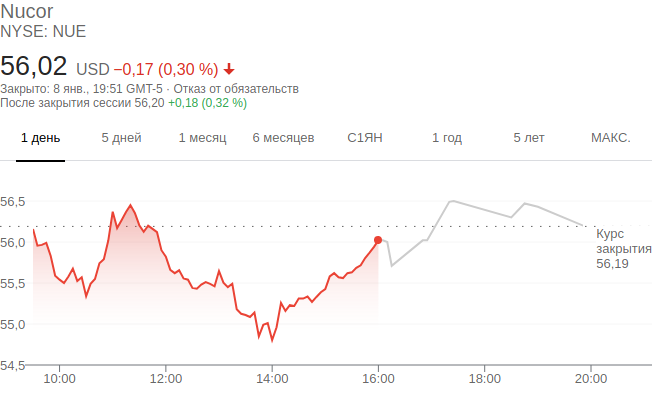 Nucor
NYSE: NUE
56,02 USD −0,17 (0,30 %)
Закрыто: 8 янв., 19:51 GMT-5 · Отказ от обязательств
После закрытия сессии 56,20 +0,18 (0,32 %)
1 день 5 дней 1 месяц 6 месяцев С1ЯН 1 год 5 лет МАКС.
56,5
56,0
55,5
55,0
54,5
Курс
закрытия
56,19
10:00 12:00 14:00 16:00 18:00 20:00